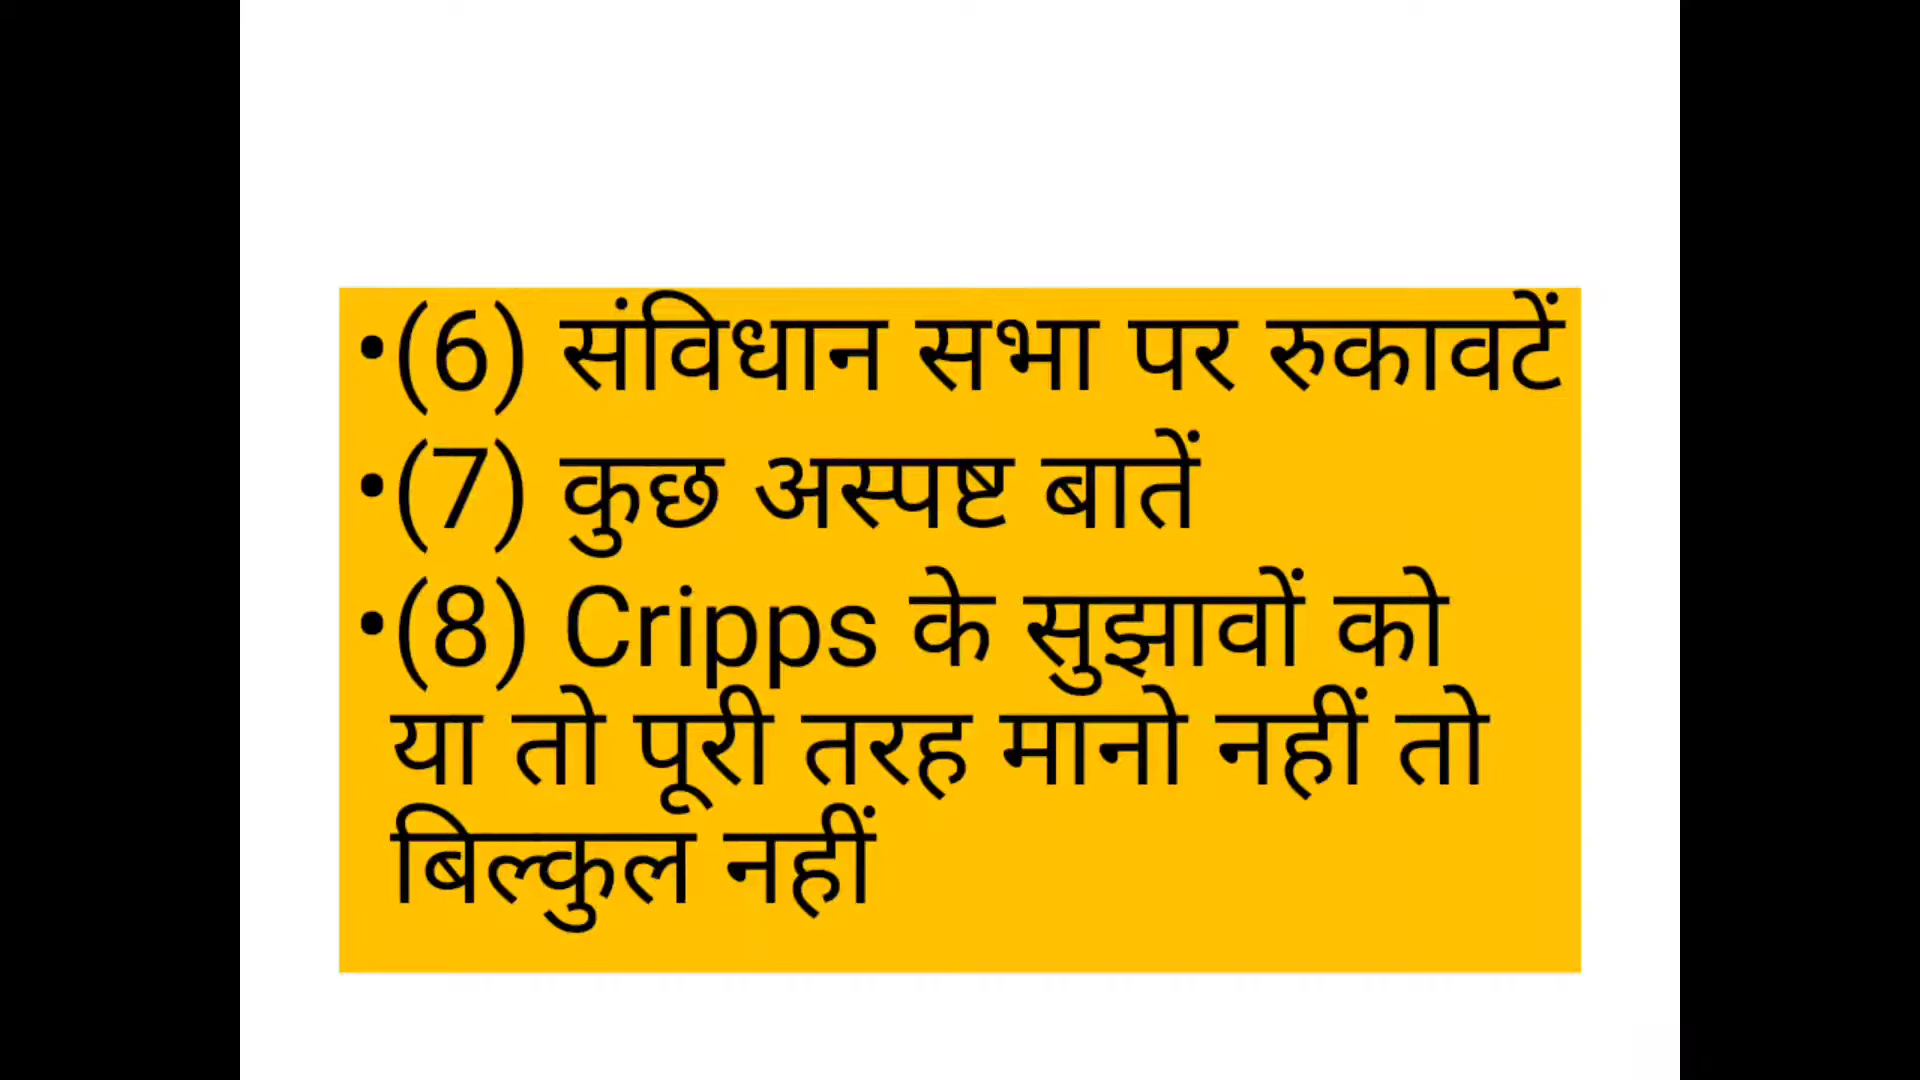 •(6) संविधान सभा पर रुकावटें
•(7) कुछ अस्पष्ट बातें
•(8) Cripps के सुझावों को
या तो पूरी तरह मानो नहीं तो
बिल्कुल नहीं